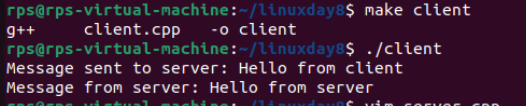 rps@rps-virtual-machine:~/linuxday8$ make client
g++     client.cpp   -o client
rps@rps-virtual-machine:~/linuxday8$ ./client
Message sent to server: Hello from client
Message from server: Hello from server
rps@rps-virtual-machine:~/linuxday8$ vim server.cpp